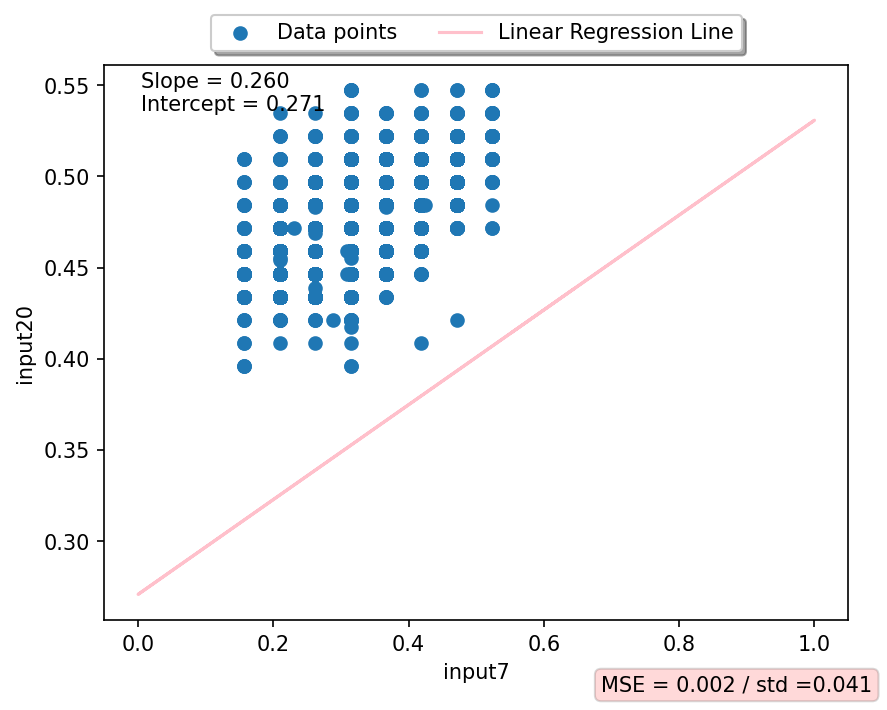 Data points
Linear Regression Line
Slope = 0.260
Intercept = 0.271
0.55
0.50
0.45
0.40
0.35
0.30
input20
0.0 0.2 0.4 0.6 0.8 1.0
input7
MSE = 0.002 / std =0.041